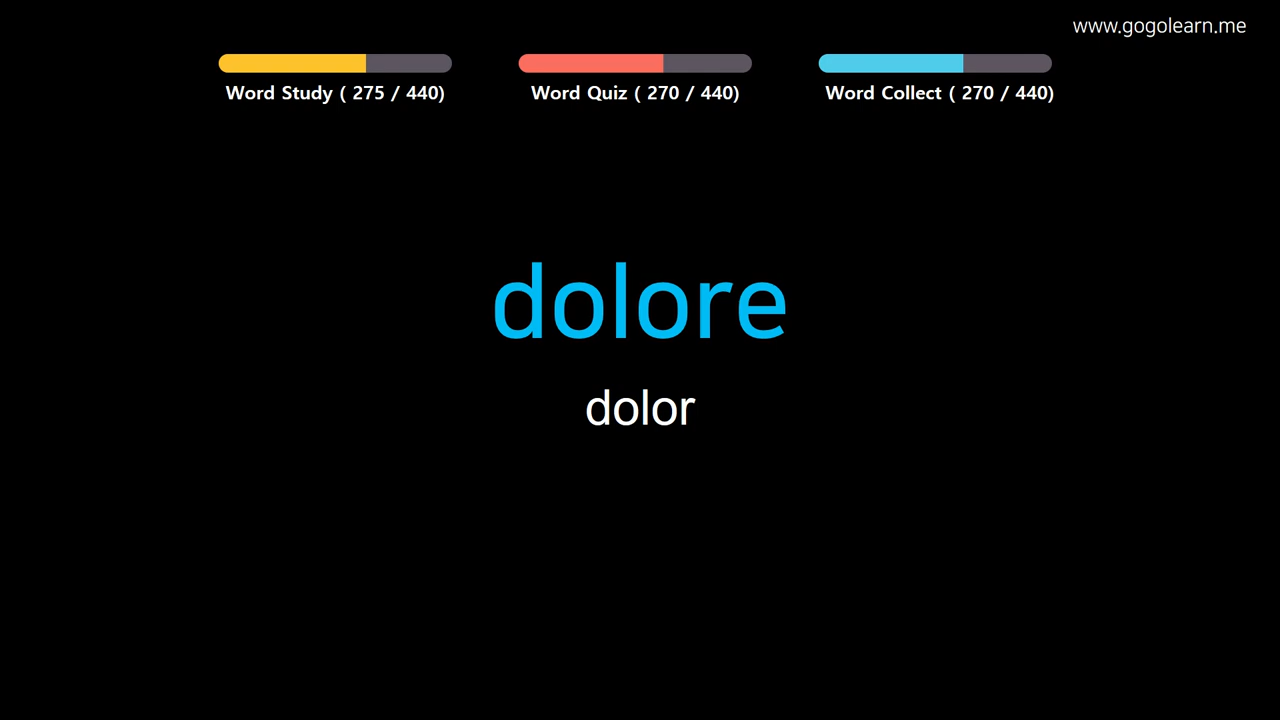 www.gogolearn.me
Word Study ( 275 / 440)
Word Quiz ( 270 / 440)
Word Collect ( 270 / 440)
dolore
dolor